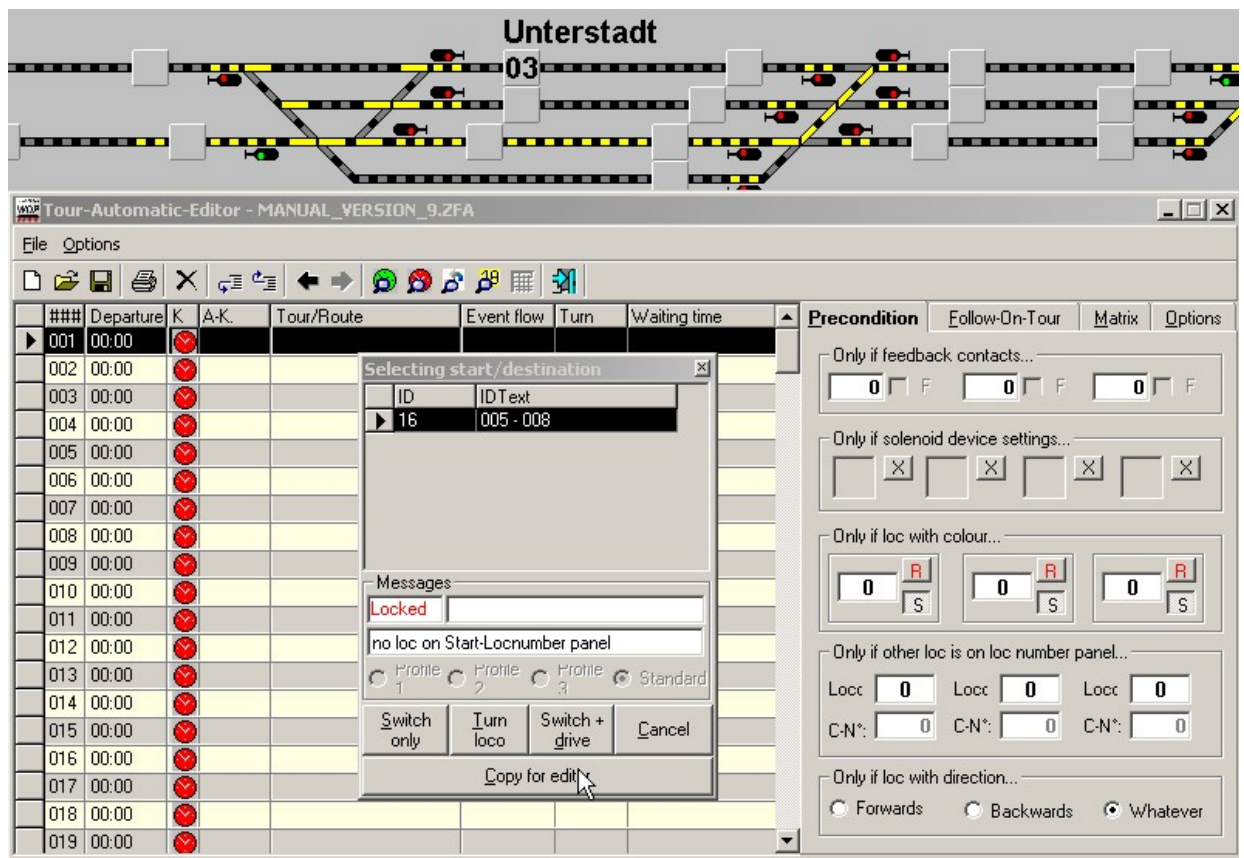 Unterstadt
03
Tour-Automatic-Editor - MANUAL_VERSION_9.ZFA
File Options
### Departure K A-K. Tour/Route Event flow Turn Waiting time
001 00:00
002 00:00
003 00:00
004 00:00
005 00:00
006 00:00
007 00:00
008 00:00
009 00:00
010 00:00
011 00:00
012 00:00
013 00:00
014 00:00
015 00:00
016 00:00
017 00:00
018 00:00
019 00:00
Selecting start/destination
ID IDText
16 005 - 008
Messages
Locked
no loc on Start-Locnumber panel
Profile 1 Profile 2 Profile 3 Standard
Switch only
Turn loco
Switch + drive
Cancel
Copy for editor
Precondition Follow-On-Tour Matrix Options
Only if feedback contacts...
0 F 0 F 0 F
Only if solenoid device settings...
X X X X
Only if loc with colour...
R R R
0 0 0
S S S
Only if other loc is on loc number panel...
Locc 0 Locc 0 Locc 0
C-N°: 0 C-N°: 0 C-N°: 0
Only if loc with direction...
Forwards Backwards Whatever